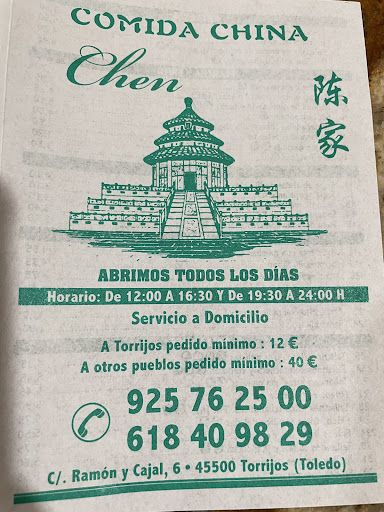 COMIDA CHINA
Chen
陈家
ABRIMOS TODOS LOS DÍAS
Horario: De 12:00 A 16:30 Y De 19:30 A 24:00 H
Servicio a Domicilio
A Torrijos pedido mínimo : 12 €
A otros pueblos pedido mínimo : 40 €
925 76 25 00
618 40 98 29
C/. Ramón y Cajal, 6 • 45500 Torrijos (Toledo)